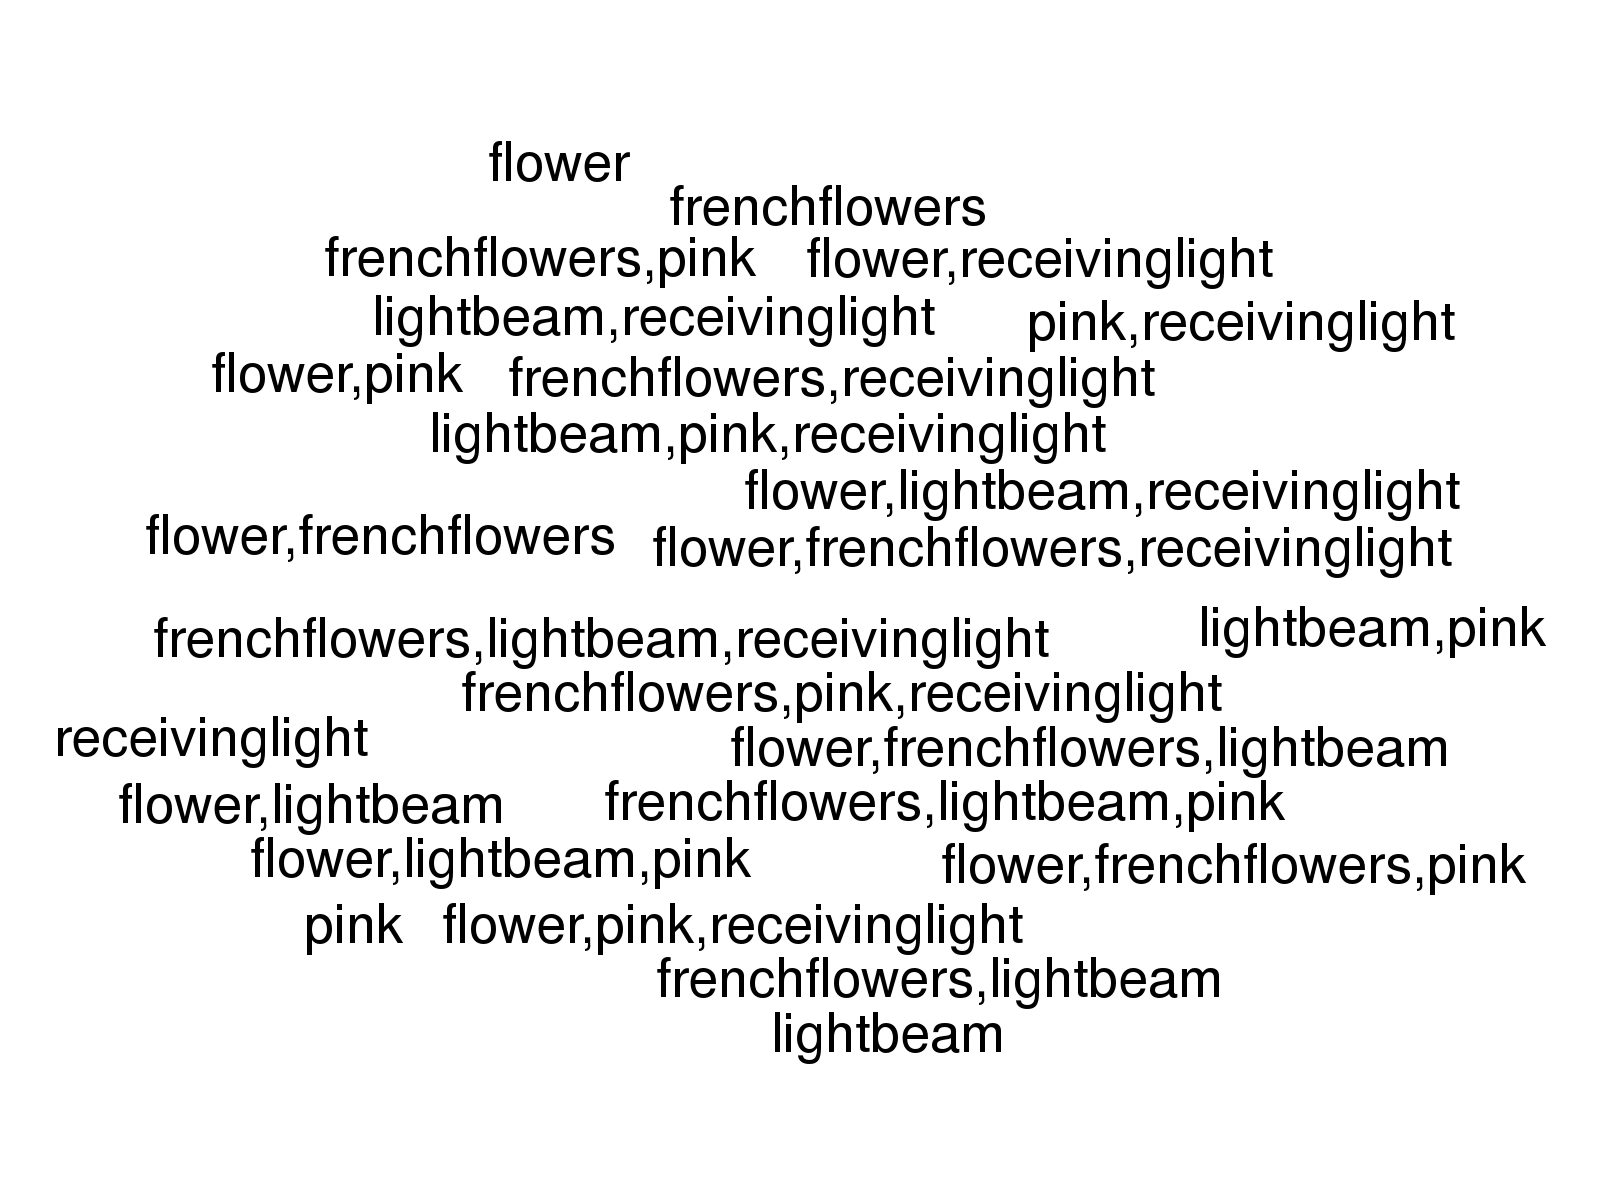 flower
frenchflowers
frenchflowers,pink
flower,receivinglight
lightbeam,receivinglight
pink,receivinglight
flower,pink
frenchflowers,receivinglight
lightbeam,pink,receivinglight
flower,lightbeam,receivinglight
flower,frenchflowers
flower,frenchflowers,receivinglight
frenchflowers,lightbeam,receivinglight
lightbeam,pink
frenchflowers,pink,receivinglight
receivinglight
flower,frenchflowers,lightbeam
flower,lightbeam
frenchflowers,lightbeam,pink
flower,lightbeam,pink
flower,frenchflowers,pink
pink
flower,pink,receivinglight
frenchflowers,lightbeam
lightbeam